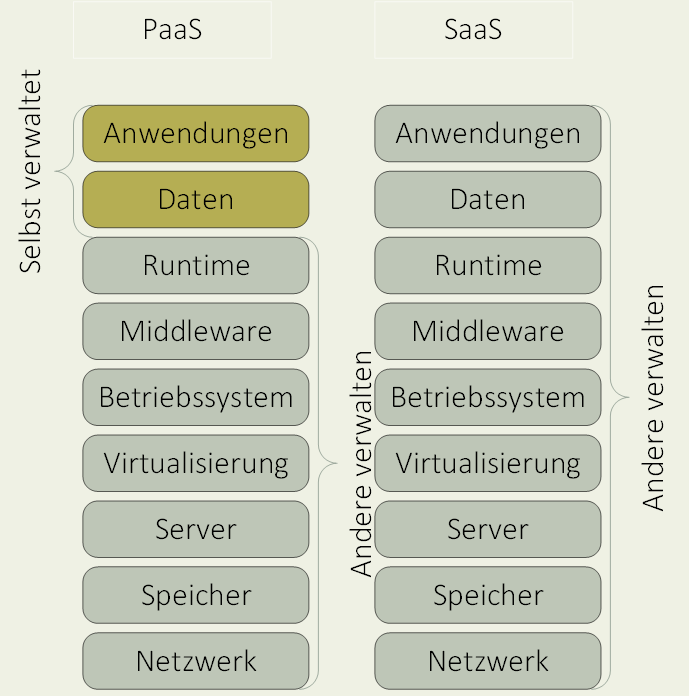 PaaS
SaaS
Selbst verwaltet
Anwendungen
Daten
Runtime
Middleware
Betriebssystem
Virtualisierung
Server
Speicher
Netzwerk
Andere verwalten
Anwendungen
Daten
Runtime
Middleware
Betriebssystem
Virtualisierung
Server
Speicher
Netzwerk
Andere verwalten